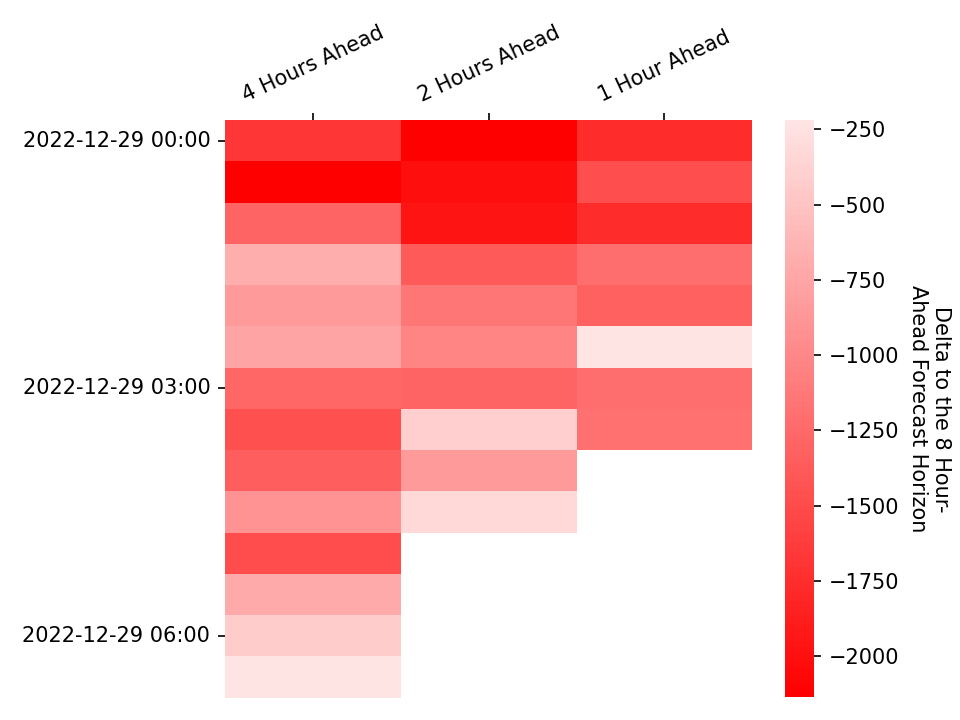 4 Hours Ahead
2 Hours Ahead
1 Hour Ahead
2022-12-29 00:00
2022-12-29 03:00
2022-12-29 06:00
−250
−500
−750
−1000
−1250
−1500
−1750
−2000
Delta to the 8 Hour-
Ahead Forecast Horizon